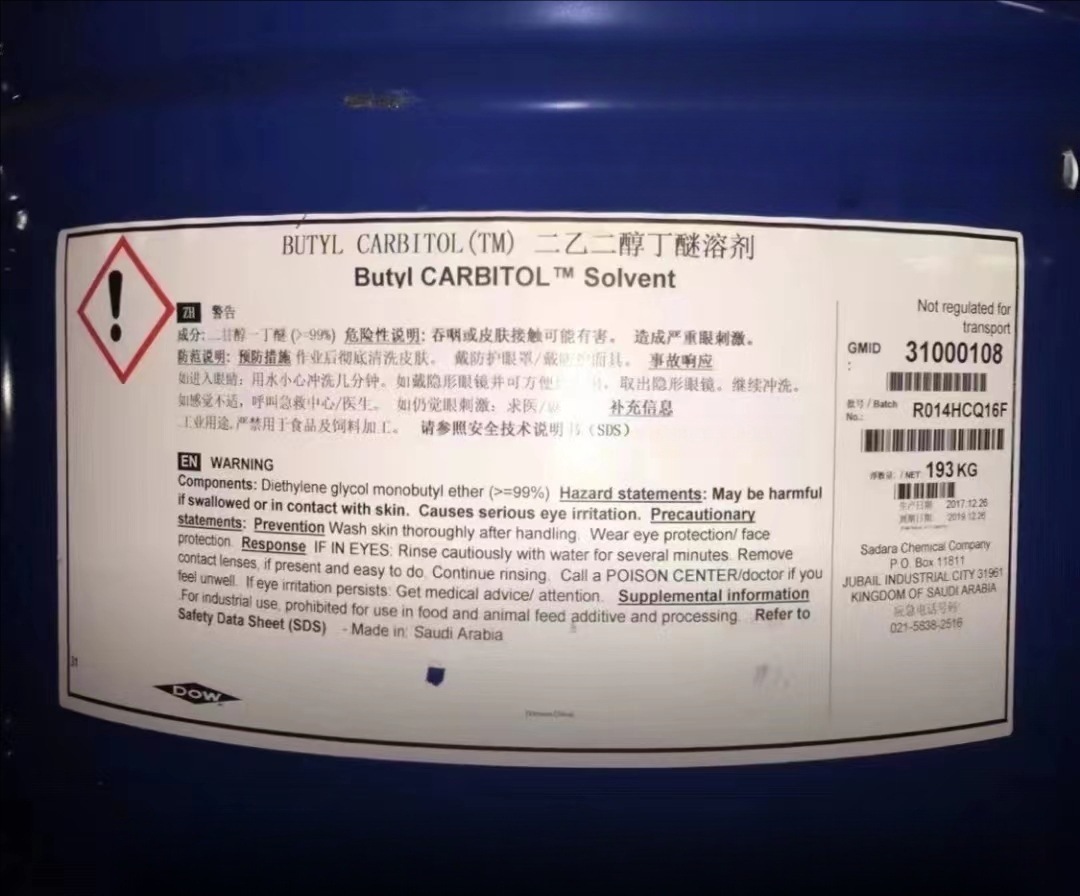 BUTYL CARBITOL(TM) 二乙二醇丁醚溶剂
Butyl CARBITOL™ Solvent
ZH 警告
成分: 二甘醇一丁醚 (>=99%) 危险性说明: 吞咽或皮肤接触可能有害。 造成严重眼刺激。
防范说明: 预防措施 作业后彻底清洗皮肤。 戴防护眼罩/戴 面具。 事故响应
如进入眼睛: 用水小心冲洗几分钟。如戴隐形眼镜并可方便 取出隐形眼镜。继续冲洗。
如感觉不适, 呼叫急救中心/医生。 如仍觉眼刺激: 求医/ 补充信息
工业用途,严禁用于食品及饲料加工。 请参照安全技术说明 (SDS)
EN WARNING
Components: Diethylene glycol monobutyl ether (>=99%) Hazard statements: May be harmful
if swallowed or in contact with skin. Causes serious eye irritation. Precautionary
statements: Prevention Wash skin thoroughly after handling. Wear eye protection/ face
protection. Response IF IN EYES: Rinse cautiously with water for several minutes. Remove
contact lenses, if present and easy to do. Continue rinsing. Call a POISON CENTER/doctor if you
feel unwell. If eye irritation persists: Get medical advice/ attention. Supplemental information
For industrial use, prohibited for use in food and animal feed additive and processing. Refer to
Safety Data Sheet (SDS) - Made in: Saudi Arabia
31
DOW
Not regulated for
transport
GMID
:
31000108
批号 / Batch
No.:
R014HCQ16F
净数量: / NET 193 KG
生产日期 2017.12.26
到期日期 2019.12.26
Sadara Chemical Company
P.O. Box 11811
JUBAIL INDUSTRIAL CITY 31961
KINGDOM OF SAUDI ARABIA
应急电话号码:
021-5838-2516